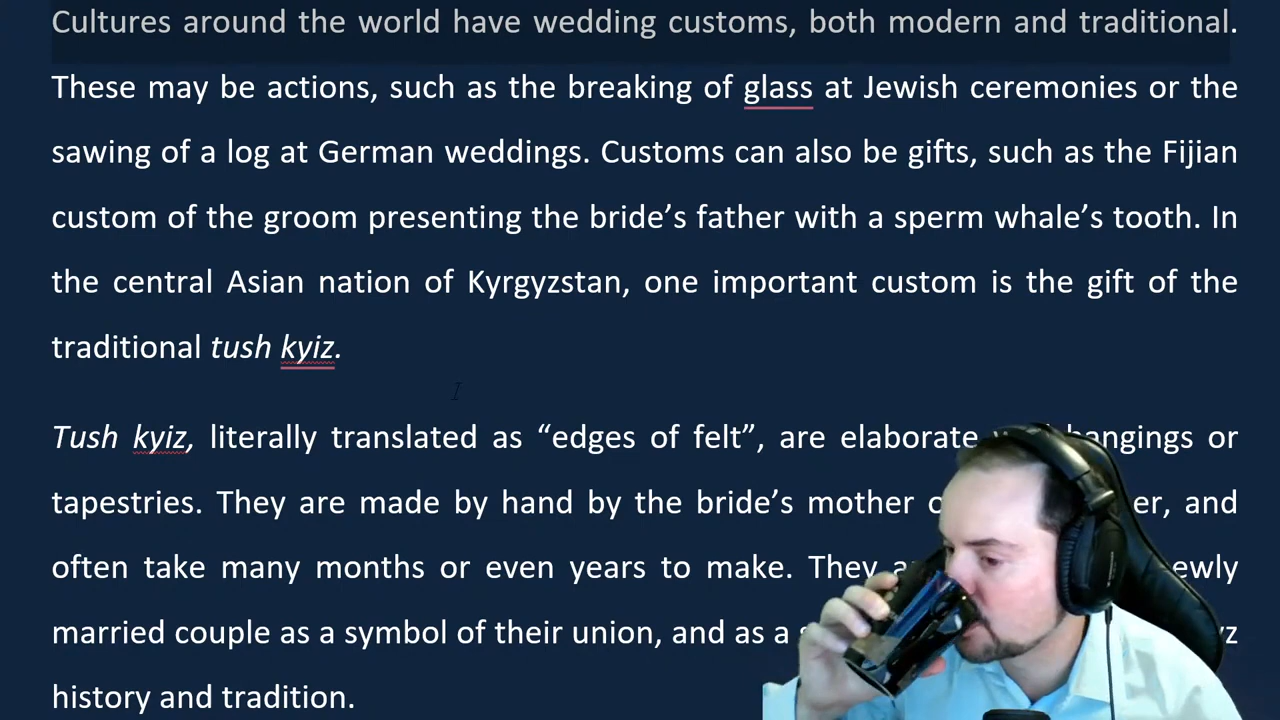 Cultures around the world have wedding customs, both modern and traditional.
These may be actions, such as the breaking of glass at Jewish ceremonies or the
sawing of a log at German weddings. Customs can also be gifts, such as the Fijian
custom of the groom presenting the bride’s father with a sperm whale’s tooth. In
the central Asian nation of Kyrgyzstan, one important custom is the gift of the
traditional tush kyiz.
Tush kyiz, literally translated as “edges of felt”, are elaborate hangings or
tapestries. They are made by hand by the bride’s mother and
often take many months or even years to make. They
married couple as a symbol of their union, and as a
history and tradition.